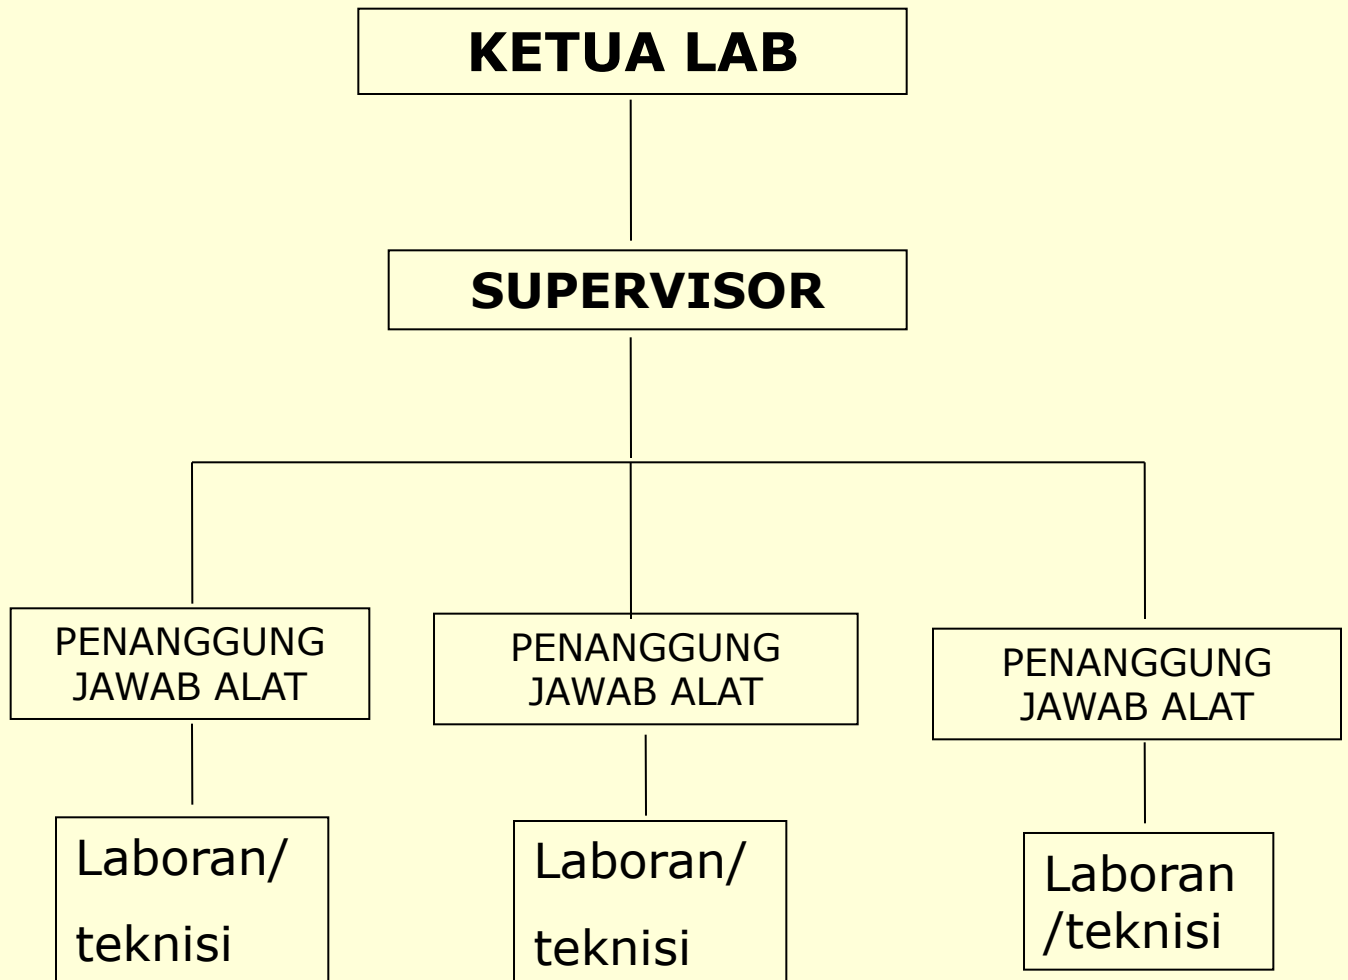 KETUA LAB
SUPERVISOR
PENANGGUNG
JAWAB ALAT
PENANGGUNG
JAWAB ALAT
PENANGGUNG
JAWAB ALAT
Laboran/
teknisi
Laboran/
teknisi
Laboran
/teknisi